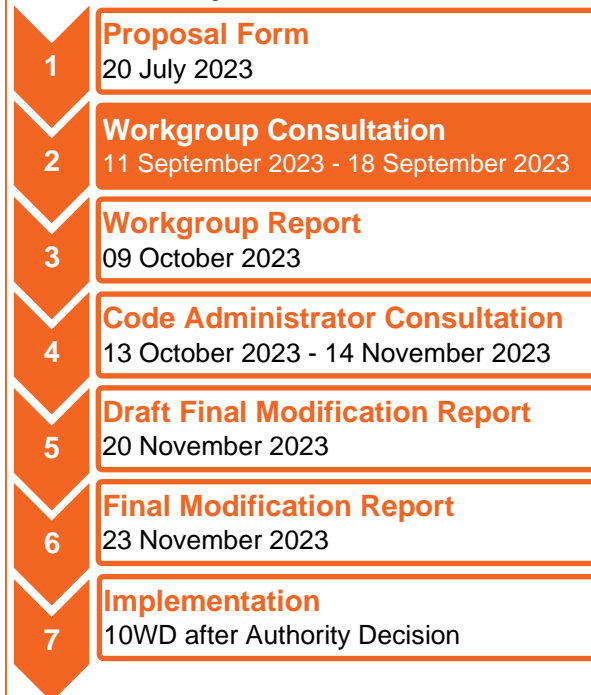 1
Proposal Form
20 July 2023
2
Workgroup Consultation
11 September 2023 - 18 September 2023
3
Workgroup Report
09 October 2023
4
Code Administrator Consultation
13 October 2023 - 14 November 2023
5
Draft Final Modification Report
20 November 2023
6
Final Modification Report
23 November 2023
7
Implementation
10WD after Authority Decision